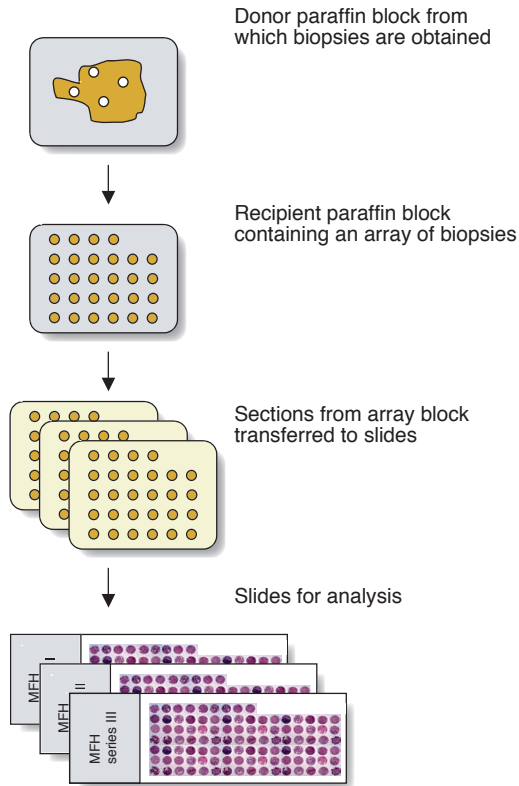 Donor paraffin block from
which biopsies are obtained
Recipient paraffin block
containing an array of biopsies
Sections from array block
transferred to slides
Slides for analysis
MFH
I
MFH
II
MFH
series III